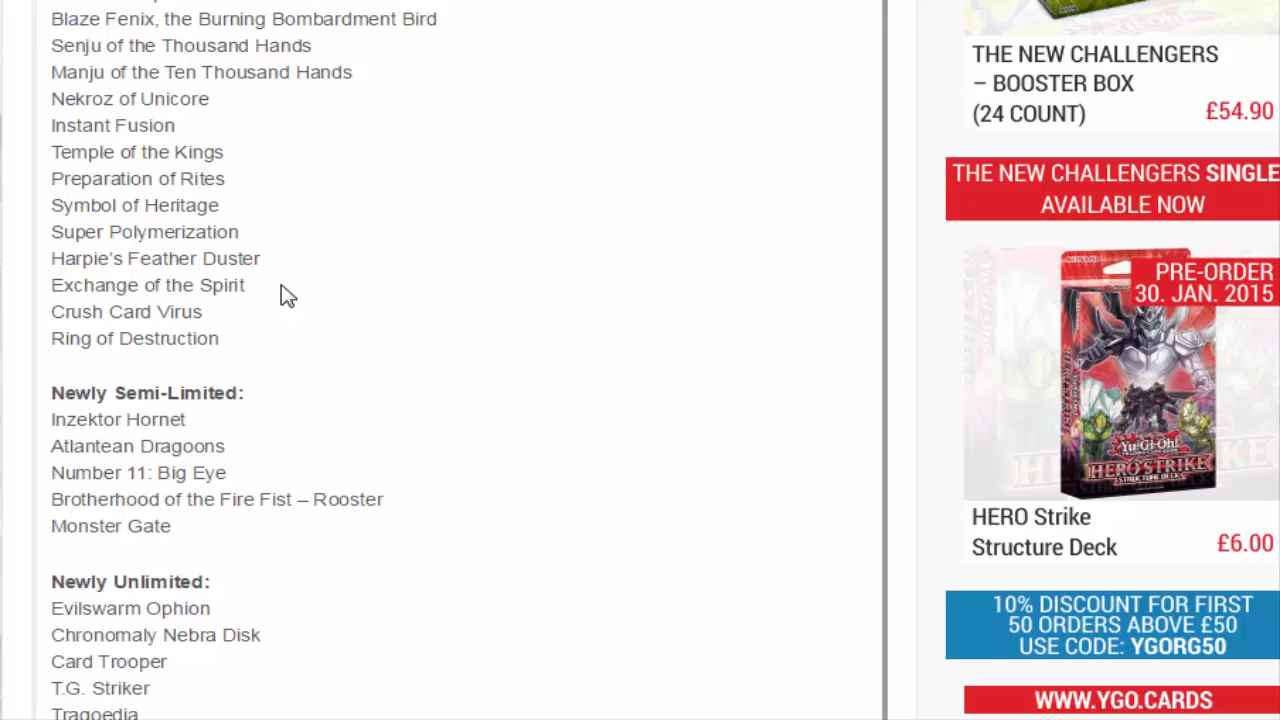 Blaze Fenix, the Burning Bombardment Bird
Senju of the Thousand Hands
Manju of the Ten Thousand Hands
Nekroz of Unicore
Instant Fusion
Temple of the Kings
Preparation of Rites
Symbol of Heritage
Super Polymerization
Harpie's Feather Duster
Exchange of the Spirit
Crush Card Virus
Ring of Destruction
Newly Semi-Limited:
Inzektor Hornet
Atlantean Dragoons
Number 11: Big Eye
Brotherhood of the Fire Fist – Rooster
Monster Gate
Newly Unlimited:
Evilswarm Ophion
Chronomaly Nebra Disk
Card Trooper
T.G. Striker
Tragoedia
THE NEW CHALLENGERS
– BOOSTER BOX
(24 COUNT) £54.90
THE NEW CHALLENGERS SINGLE
AVAILABLE NOW
PRE-ORDER
30. JAN. 2015
Yu-Gi-Oh!
HERO STRIKE
STRUCTURE DECK
HERO Strike
Structure Deck £6.00
10% DISCOUNT FOR FIRST
50 ORDERS ABOVE £50
USE CODE: YGORG50
WWW.YGO.CARDS